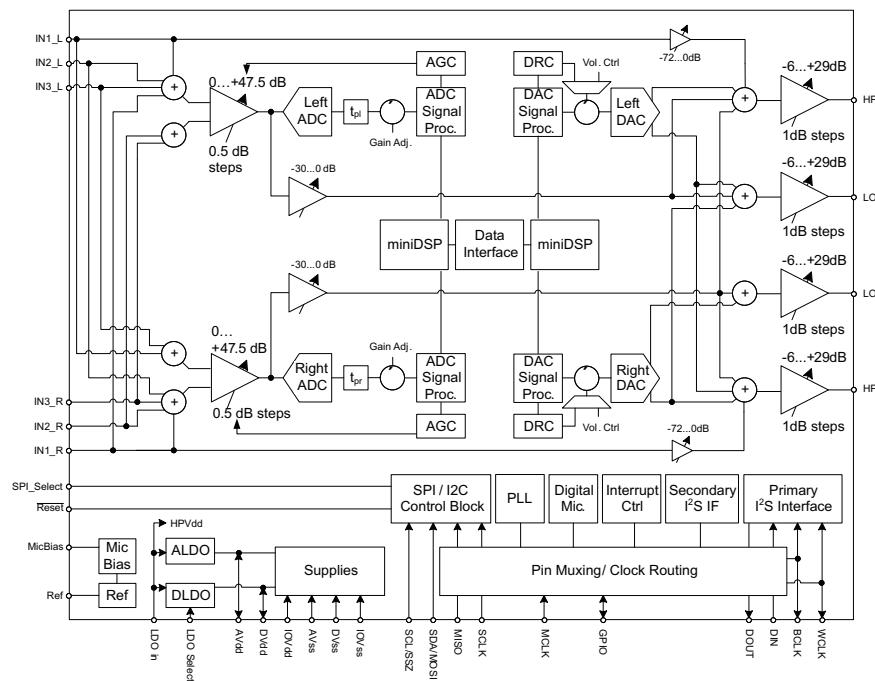 IN1_L
IN2_L
IN3_L
0…
+47.5 dB
0.5 dB
steps
AGC
ADC
Signal
Proc.
Left
ADC
tpl
Gain Adj.
DRC
Vol. Ctrl
DAC
Signal
Proc.
Left
DAC
-72...0dB
-6...+29dB
1dB steps
HP
-30...0 dB
-6...+29dB
1dB steps
LO
miniDSP
Data
Interface
miniDSP
-30...0 dB
-6...+29dB
1dB steps
LO
0…
+47.5 dB
0.5 dB steps
Right
ADC
tpr
Gain Adj.
ADC
Signal
Proc.
AGC
DAC
Signal
Proc.
DRC
Right
DAC
Vol. Ctrl
-6...+29dB
1dB steps
HP
-72...0dB
IN3_R
IN2_R
IN1_R
SPI_Select
Reset
SPI / I2C
Control Block
PLL
Digital
Mic.
Interrupt
Ctrl
Secondary
I²S IF
Primary
I²S Interface
HPVdd
MicBias
Mic
Bias
Ref
Ref
ALDO
DLDO
Supplies
Pin Muxing/ Clock Routing
LDO in
LDO Select
AVdd
DVdd
IOVdd
AVss
DVss
IOVss
SCL/SSZ
SDA/MOSI
MISO
SCLK
MCLK
GPIO
DOUT
DIN
BCLK
WCLK
+
+
+
+
+
+
+
+